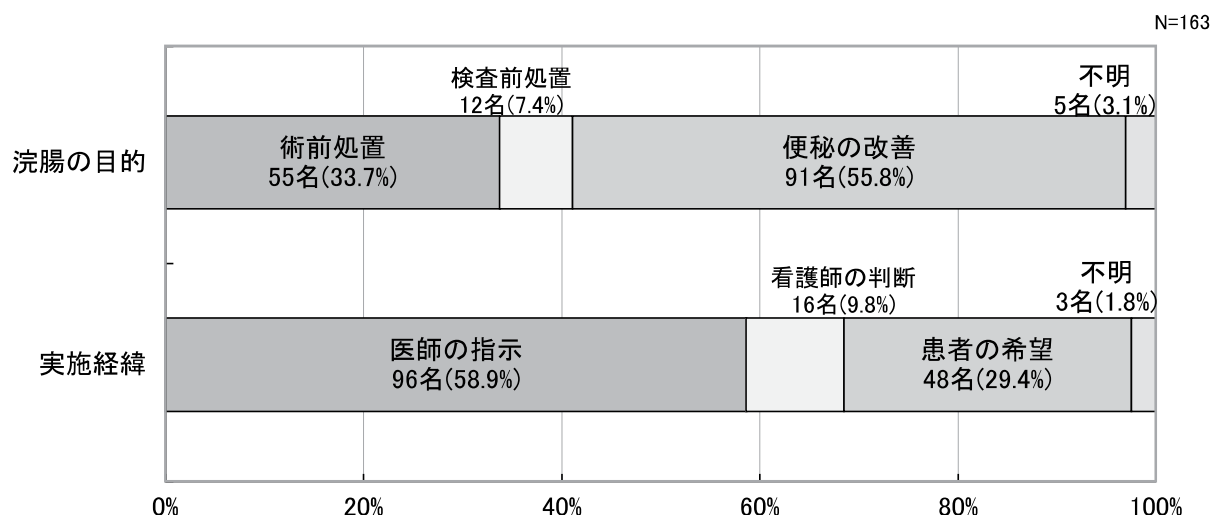 N=163
検査前処置
12名(7.4%)
不明
5名(3.1%)
浣腸の目的
術前処置
55名(33.7%)
便秘の改善
91名(55.8%)
看護師の判断
16名(9.8%)
不明
3名(1.8%)
実施経緯
医師の指示
96名(58.9%)
患者の希望
48名(29.4%)
0%
20%
40%
60%
80%
100%